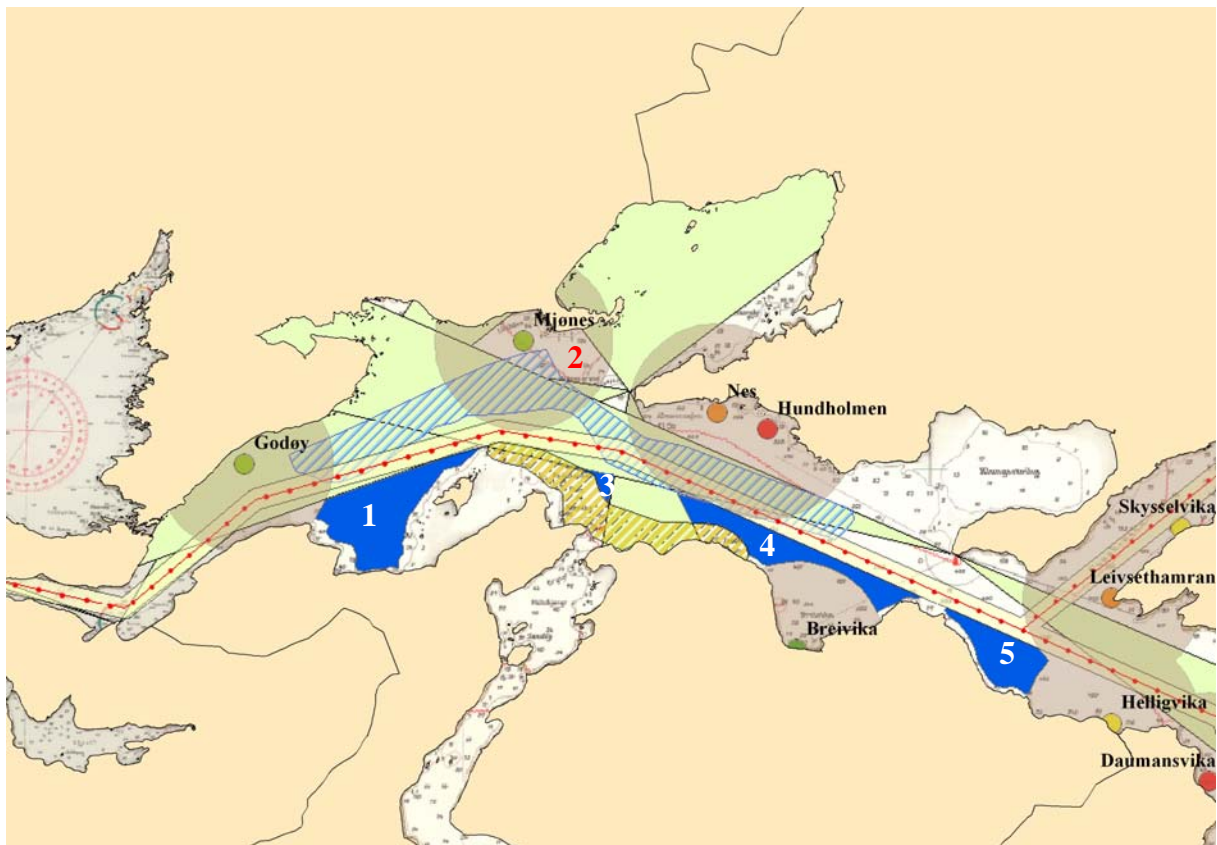 Mjønes
2
Nes
Hundholmen
Godøy
3
1
Skysselvika
4
Leivsethamran
Breivika
5
Helligvika
Daumansvika